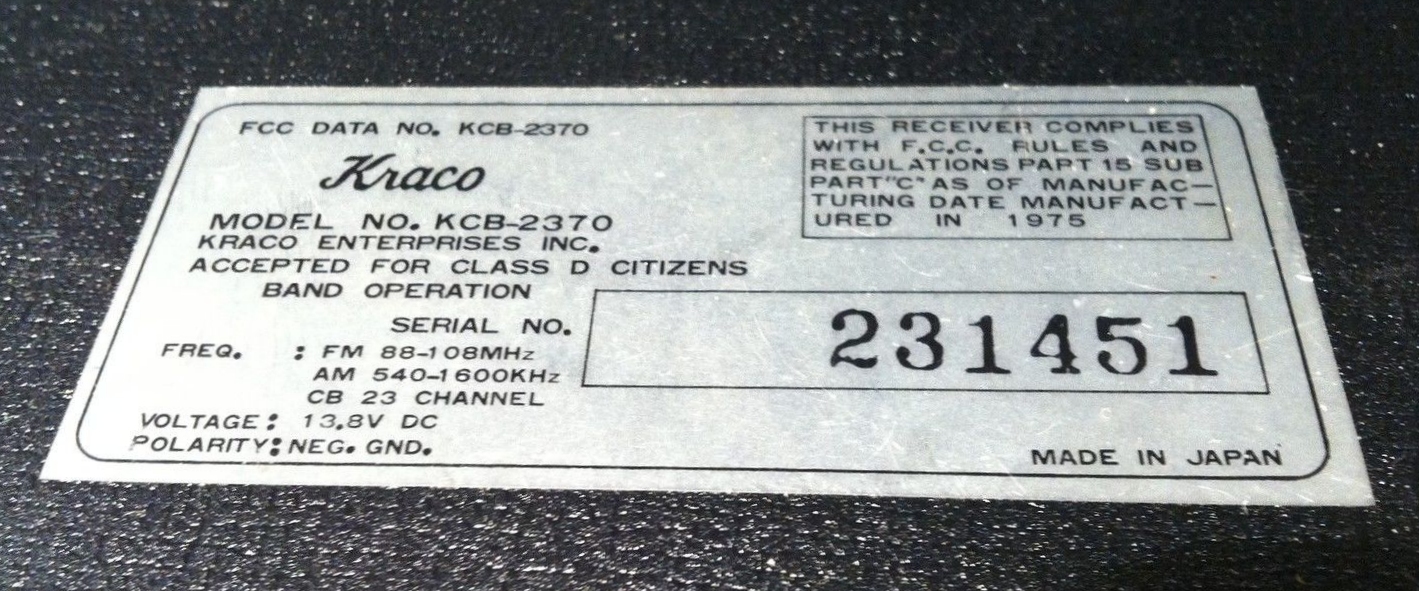 FCC DATA NO. KCB-2370
Kraco
MODEL NO. KCB-2370
KRACO ENTERPRISES INC.
ACCEPTED FOR CLASS D CITIZENS
BAND OPERATION
THIS RECEIVER COMPLIES
WITH F.C.C. RULES AND
REGULATIONS PART 15 SUB
PART "C" AS OF MANUFAC-
TURING DATE MANUFACT-
URED IN 1975
SERIAL NO. 231451
FREQ. : FM 88-108MHz
AM 540-1600KHz
CB 23 CHANNEL
VOLTAGE: 13.8V DC
POLARITY: NEG. GND.
MADE IN JAPAN